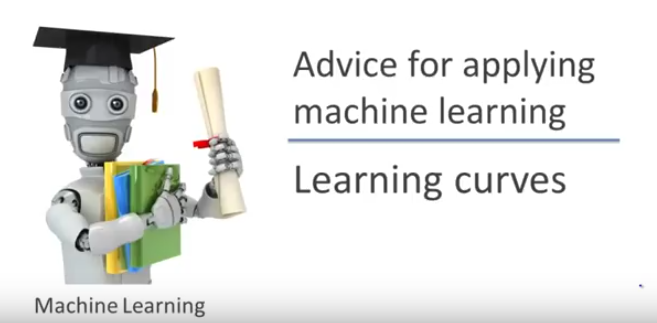 Advice for applying
machine learning
Learning curves
Machine Learning